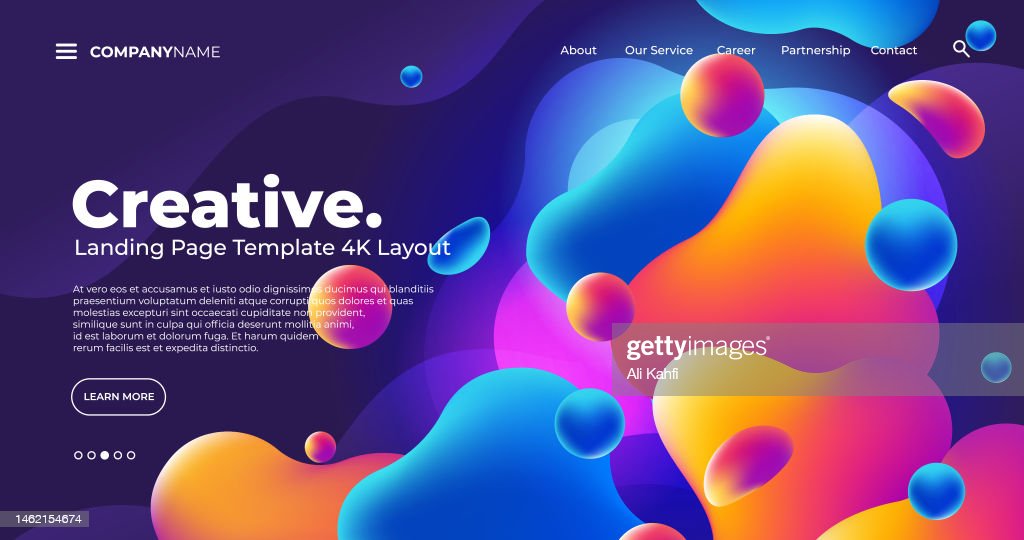 COMPANYNAME
About Our Service Career Partnership Contact
Creative.
Landing Page Template 4K Layout
At vero eos et accusamus et iusto odio dignissimos ducimus qui blanditiis
praesentium voluptatum deleniti atque corrupti quos dolores et quas
molestias excepturi sint occaecati cupiditate non provident,
similique sunt in culpa qui officia deserunt mollitia animi,
id est laborum et dolorum fuga. Et harum quidem
rerum facilis est et expedita distinctio.
LEARN MORE
gettyimages®
Ali Kahfi
1462154674